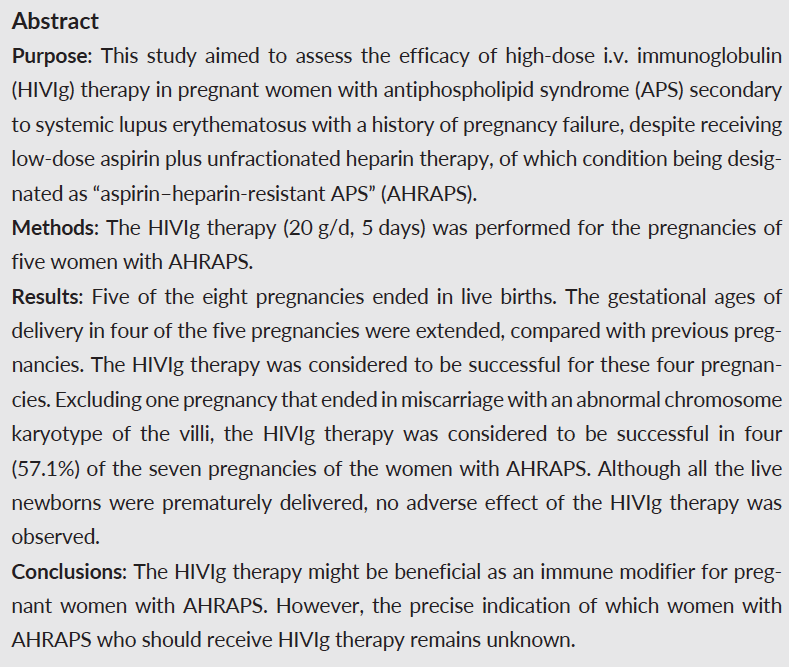 Abstract
Purpose: This study aimed to assess the efficacy of high-dose i.v. immunoglobulin
(HIVIg) therapy in pregnant women with antiphospholipid syndrome (APS) secondary
to systemic lupus erythematosus with a history of pregnancy failure, despite receiving
low-dose aspirin plus unfractionated heparin therapy, of which condition being desig-
nated as “aspirin–heparin-resistant APS” (AHRAPS).
Methods: The HIVIg therapy (20 g/d, 5 days) was performed for the pregnancies of
five women with AHRAPS.
Results: Five of the eight pregnancies ended in live births. The gestational ages of
delivery in four of the five pregnancies were extended, compared with previous preg-
nancies. The HIVIg therapy was considered to be successful for these four pregnan-
cies. Excluding one pregnancy that ended in miscarriage with an abnormal chromosome
karyotype of the villi, the HIVIg therapy was considered to be successful in four
(57.1%) of the seven pregnancies of the women with AHRAPS. Although all the live
newborns were prematurely delivered, no adverse effect of the HIVIg therapy was
observed.
Conclusions: The HIVIg therapy might be beneficial as an immune modifier for preg-
nant women with AHRAPS. However, the precise indication of which women with
AHRAPS who should receive HIVIg therapy remains unknown.